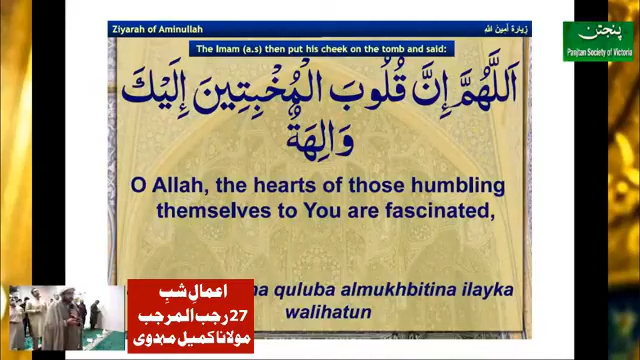 Ziyarah of Aminullah
زيارة أمين الله
The Imam (a.s) then put his cheek on the tomb and said:
اَللَّهُمَّ إِنَّ قُلُوبَ الْمُخْبِتِينَ إِلَيْكَ
وَالِهَةٌ
O Allah, the hearts of those humbling
themselves to You are fascinated,
quluba almukhbitina ilayka
walihatun
پنجتن
Panjtan Society of Victoria
اعمال شبِ
27 رجب المرجب
مولانا کمیل مہدوی